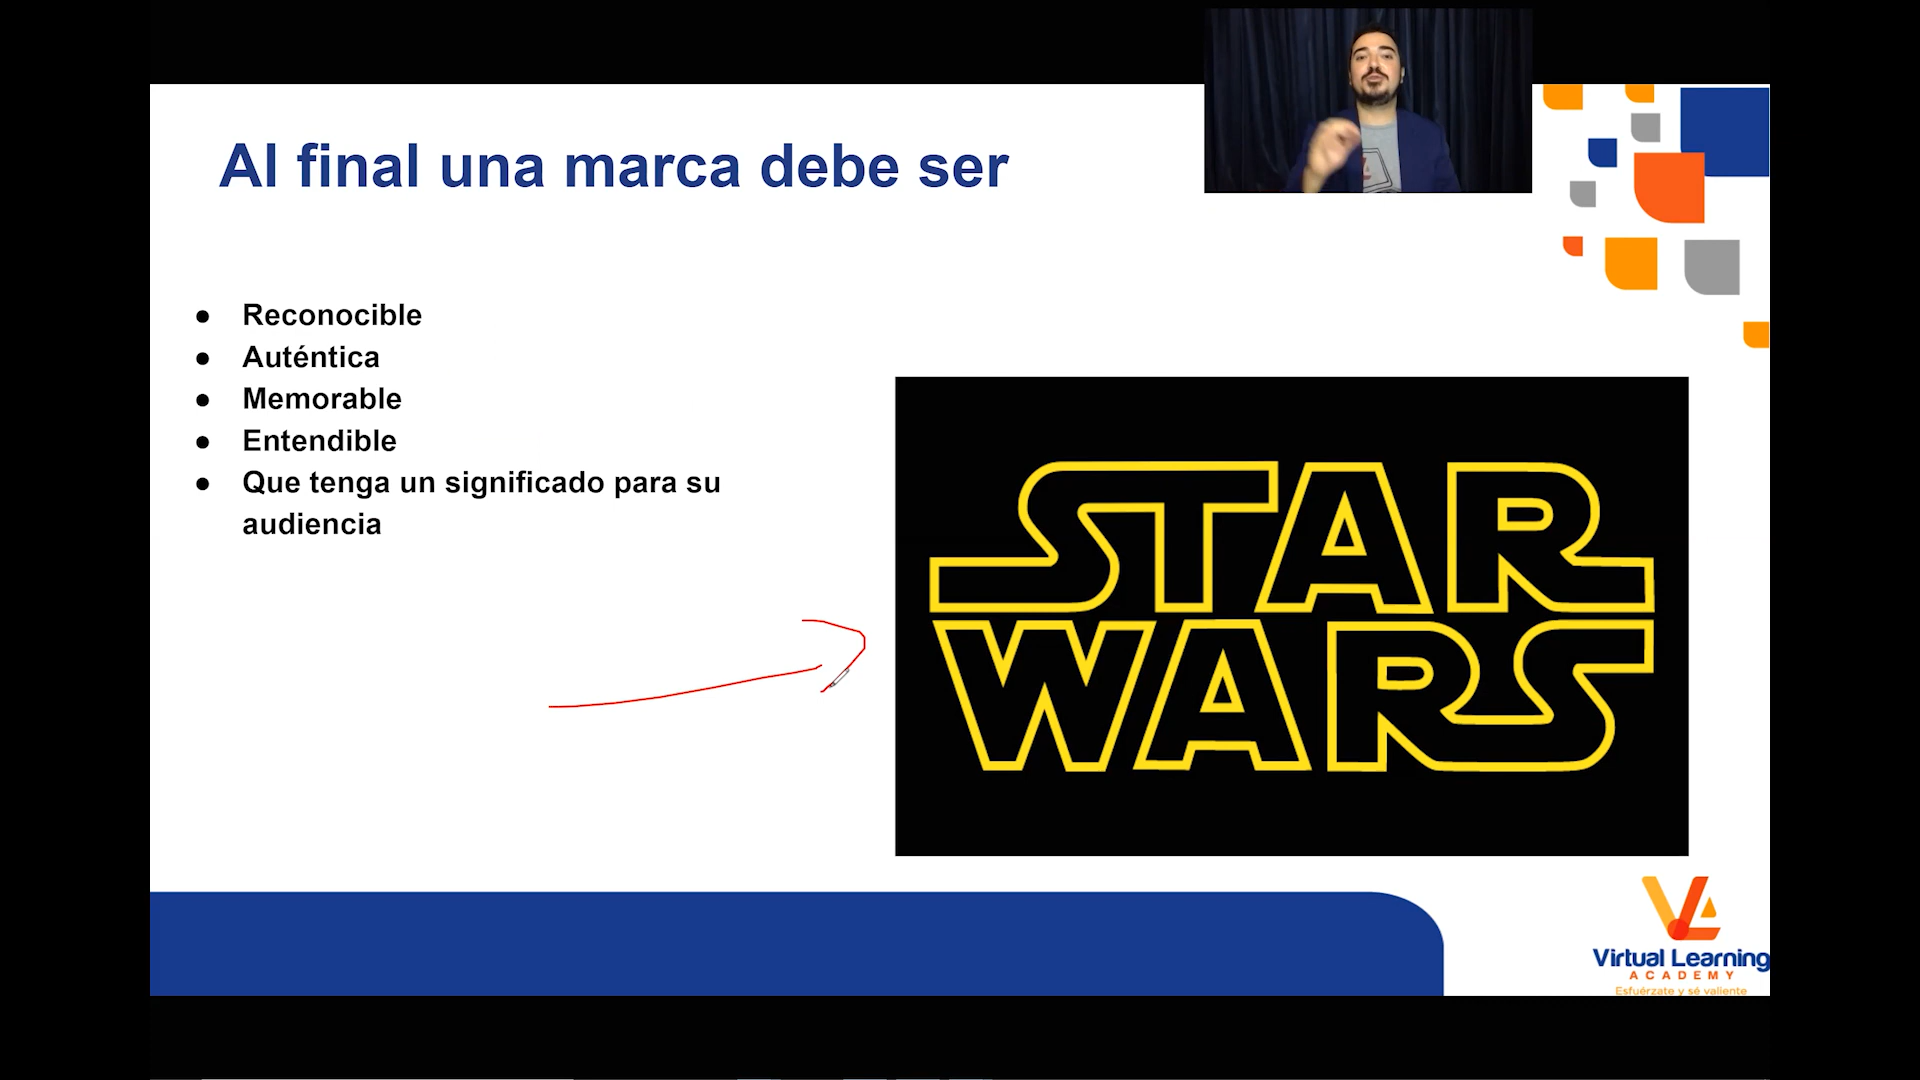 Al final una marca debe ser
● Reconocible
● Auténtica
● Memorable
● Entendible
● Que tenga un significado para su
audiencia
STAR
WARS
Virtual Learning
ACADEMY
Esfuérzate y sé valiente